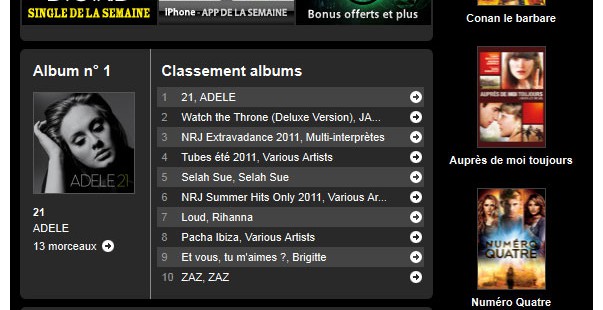 SINGLE DE LA SEMAINE
iPhone - APP DE LA SEMAINE
Bonus offerts et plus
Conan le barbare
Album n° 1
ADELE 21
21
ADELE
13 morceaux
Classement albums
1 21, ADELE
2 Watch the Throne (Deluxe Version), JA...
3 NRJ Extravadance 2011, Multi-interprètes
4 Tubes été 2011, Various Artists
5 Selah Sue, Selah Sue
6 NRJ Summer Hits Only 2011, Various Ar...
7 Loud, Rihanna
8 Pacha Ibiza, Various Artists
9 Et vous, tu m'aimes ?, Brigitte
10 ZAZ, ZAZ
AUPRÈS DE MOI TOUJOURS
Auprès de moi toujours
NUMÉRO QUATRE
Numéro Quatre